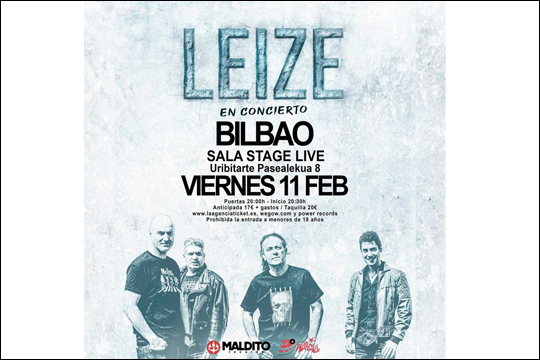 LEIZE
EN CONCIERTO
BILBAO
SALA STAGE LIVE
Uribitarte Pasealekua 8
VIERNES 11 FEB
Puertas 20:00h - Inicio 20:30h
Anticipada 17€ + gastos / Taquilla 20€
www.laagenciaticket.es, wegow.com y power records
Prohibida la entrada a menores de 18 años
MALDITO